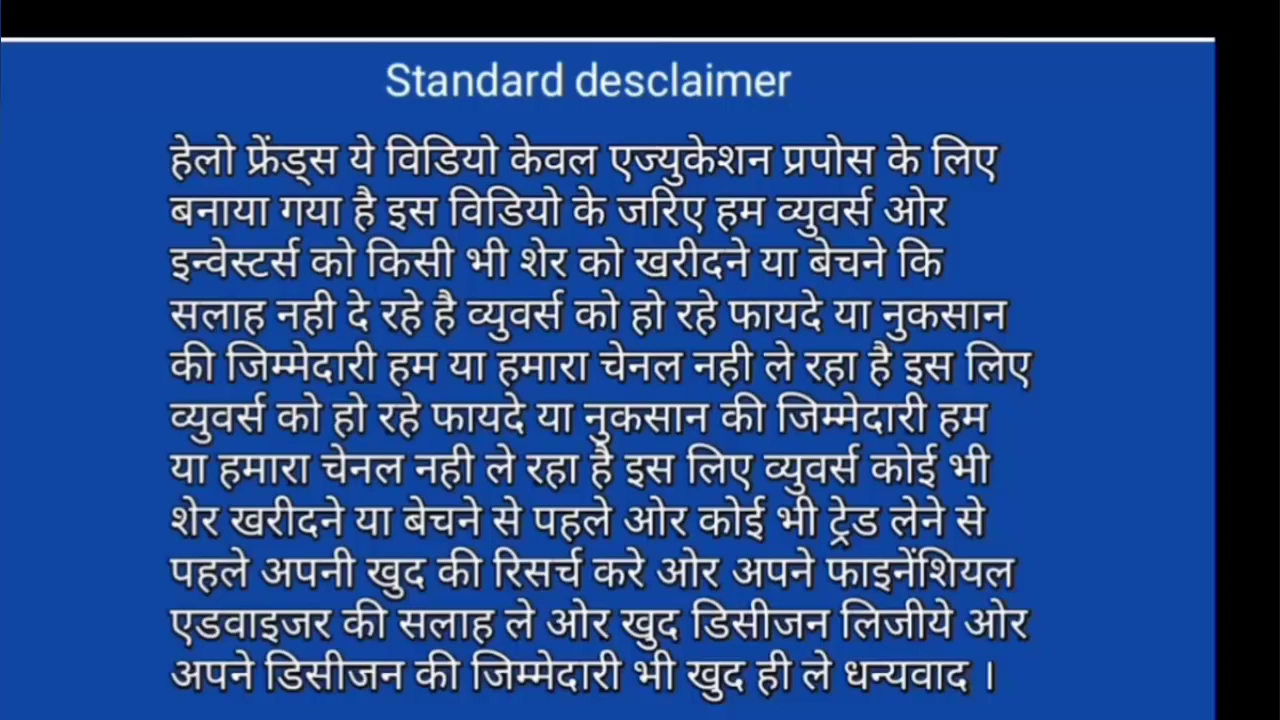 Standard desclaimer
हेलो फ्रेंड्स ये विडियो केवल एज्युकेशन प्रपोस के लिए
बनाया गया है इस विडियो के जरिए हम व्युवर्स ओर
इन्वेस्टर्स को किसी भी शेर को खरीदने या बेचने कि
सलाह नही दे रहे है व्युवर्स को हो रहे फायदे या नुकसान
की जिम्मेदारी हम या हमारा चेनल नही ले रहा है इस लिए
व्युवर्स को हो रहे फायदे या नुकसान की जिम्मेदारी हम
या हमारा चेनल नही ले रहा है इस लिए व्युवर्स कोई भी
शेर खरीदने या बेचने से पहले ओर कोई भी ट्रेड लेने से
पहले अपनी खुद की रिसर्च करे ओर अपने फाइनेंशियल
एडवाइजर की सलाह ले ओर खुद डिसीजन लिजीये ओर
अपने डिसीजन की जिम्मेदारी भी खुद ही ले धन्यवाद ।